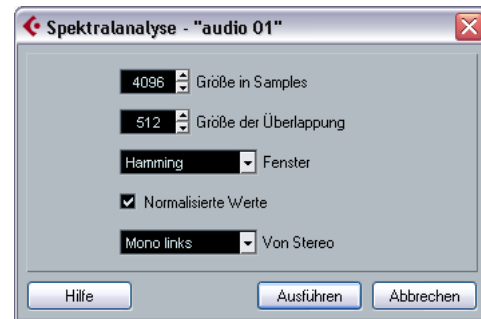 Spektralanalyse - "audio 01"
4096 Größe in Samples
512 Größe der Überlappung
Hamming Fenster
Normalisierte Werte
Mono links Von Stereo
Hilfe Ausführen Abbrechen